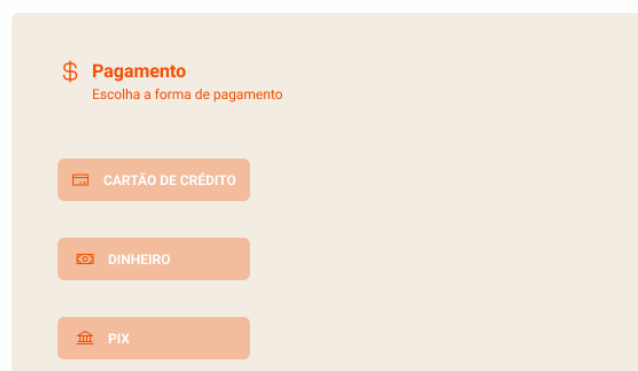 Pagamento
Escolha a forma de pagamento
CARTÃO DE CRÉDITO
DINHEIRO
PIX